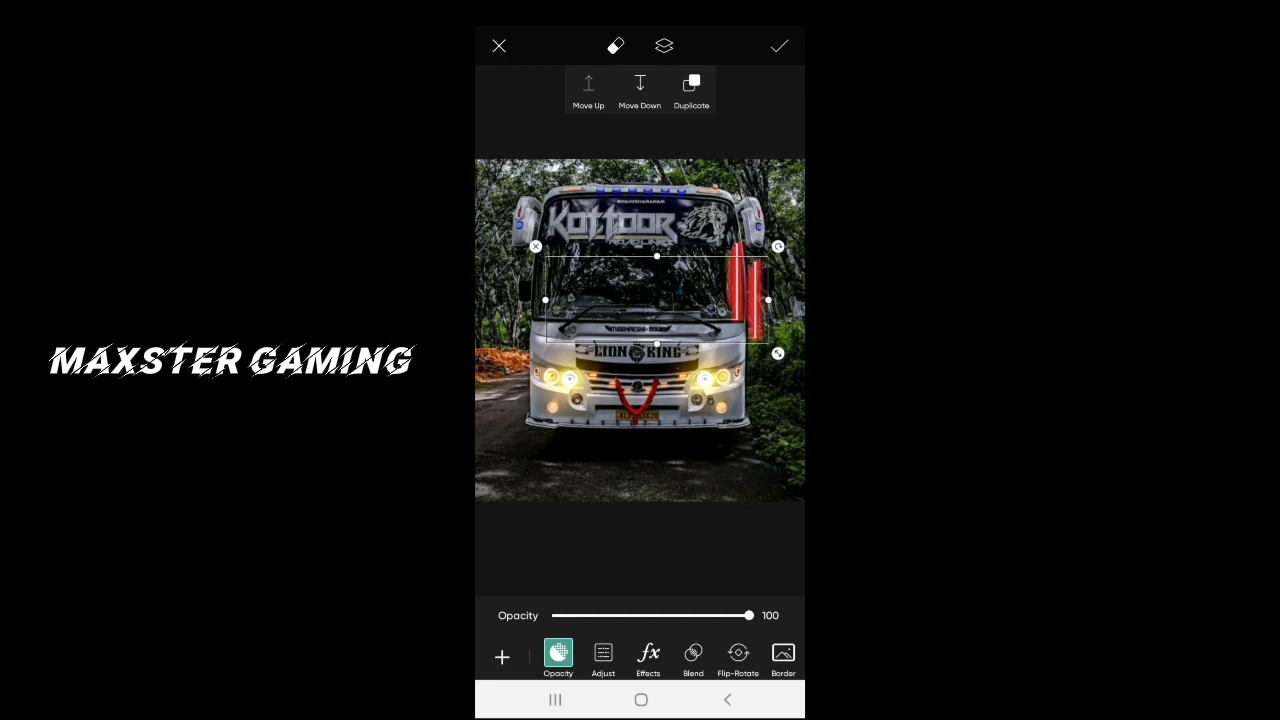 Move Up
Move Down
Duplicate
KOTTOOR
MAXSTER GAMING
LION KING
Opacity
100
Opacity
Adjust
fx
Effects
Blend
Flip-Rotate
Border